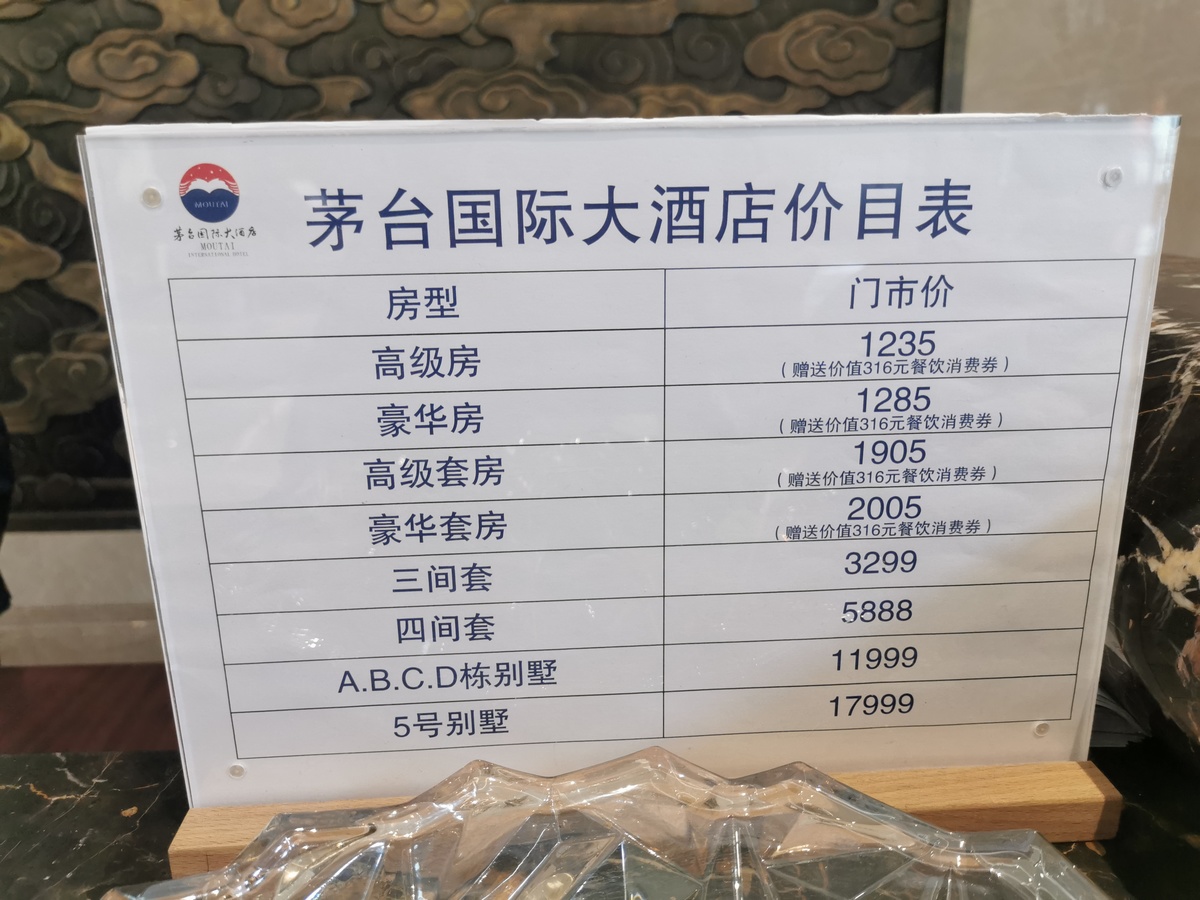 MOUTAI
茅台国际大酒店
MOUTAI
INTERNATIONAL HOTEL
茅台国际大酒店价目表
房型 门市价
高级房 1235
（赠送价值316元餐饮消费券）
豪华房 1285
（赠送价值316元餐饮消费券）
高级套房 1905
（赠送价值316元餐饮消费券）
豪华套房 2005
（赠送价值316元餐饮消费券）
三间套 3299
四间套 5888
A.B.C.D栋别墅 11999
5号别墅 17999